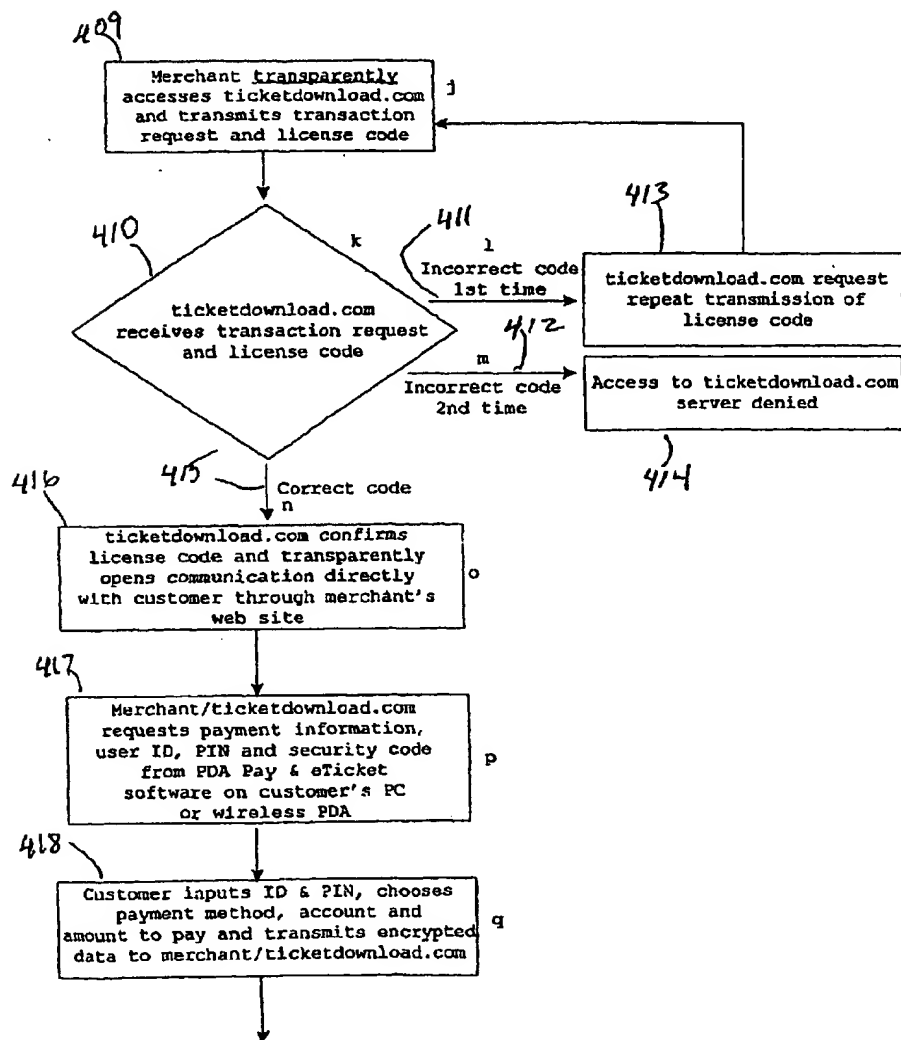 409
Merchant transparently
accesses ticketdownload.com
and transmits transaction
request and license code
j
410
k
ticketdownload.com
receives transaction request
and license code
411
l
Incorrect code
1st time
413
ticketdownload.com request
repeat transmission of
license code
412
m
Incorrect code
2nd time
Access to ticketdownload.com
server denied
414
415
Correct code
n
416
ticketdownload.com confirms
license code and transparently
opens communication directly
with customer through merchant's
web site
o
417
Merchant/ticketdownload.com
requests payment information,
user ID, PIN and security code
from PDA Pay & eTicket
software on customer's PC
or wireless PDA
p
418
Customer inputs ID & PIN, chooses
payment method, account and
amount to pay and transmits encrypted
data to merchant/ticketdownload.com
q